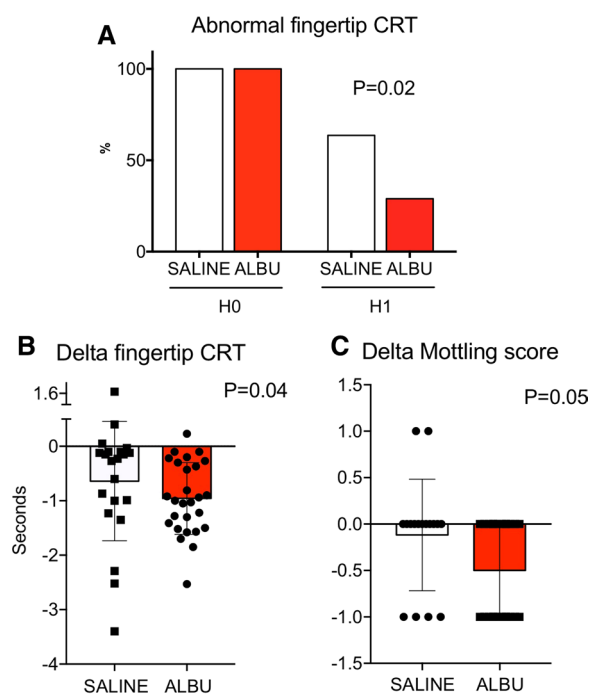 A
Abnormal fingertip CRT
100
P=0.02
%
50
0
SALINE ALBU
SALINE ALBU
H0
H1
B
Delta fingertip CRT
P=0.04
1.6
0
-1
-2
-3
-4
Seconds
SALINE
ALBU
C
Delta Mottling score
P=0.05
1.5
1.0
0.5
0.0
-0.5
-1.0
-1.5
SALINE
ALBU